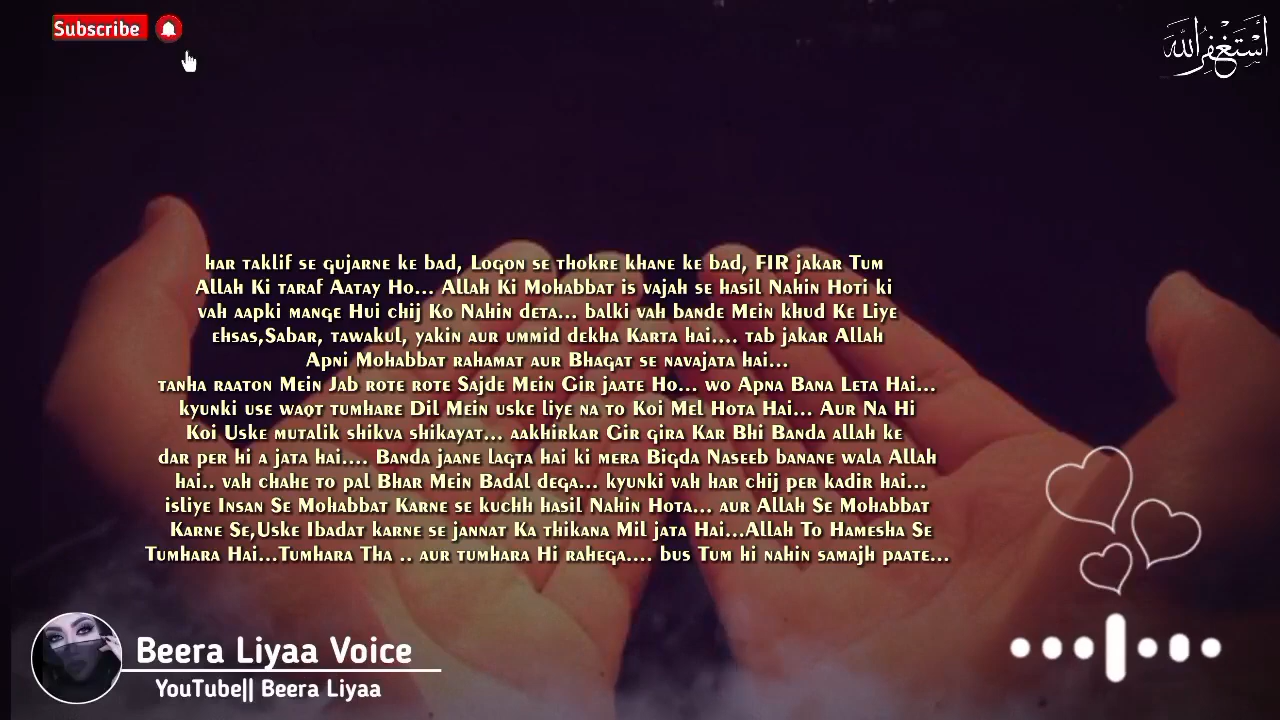 Subscribe
أستغفر الله
har taklif se gujarne ke bad, Logon se thokre khane ke bad, FIR jakar Tum
Allah Ki taraf Aatay Ho... Allah Ki Mohabbat is vajah se hasil Nahin Hoti ki
vah aapki mange Hui chij Ko Nahin deta... balki vah bande Mein khud Ke Liye
ehsas,Sabar, tawakul, yakin aur ummid dekha Karta hai.... tab jakar Allah
Apni Mohabbat rahamat aur Bhagat se navajata hai...
tanha raaton Mein Jab rote rote Sajde Mein Gir jaate Ho... wo Apna Bana Leta Hai...
kyunki use waqt tumhare Dil Mein uske liye na to Koi Mel Hota Hai... Aur Na Hi
Koi Uske mutalik shikva shikayat... aakhirkar Gir gira Kar Bhi Banda allah ke
dar per hi a jata hai.... Banda jaane lagta hai ki mera Bigda Naseeb banane wala Allah
hai.. vah chahe to pal Bhar Mein Badal dega... kyunki vah har chij per kadir hai...
isliye Insan Se Mohabbat Karne se kuchh hasil Nahin Hota... aur Allah Se Mohabbat
Karne Se,Uske Ibadat karne se jannat Ka thikana Mil jata Hai...Allah To Hamesha Se
Tumhara Hai...Tumhara Tha .. aur tumhara Hi rahega.... bus Tum hi nahin samajh paate...
Beera Liyaa Voice
YouTube|| Beera Liyaa